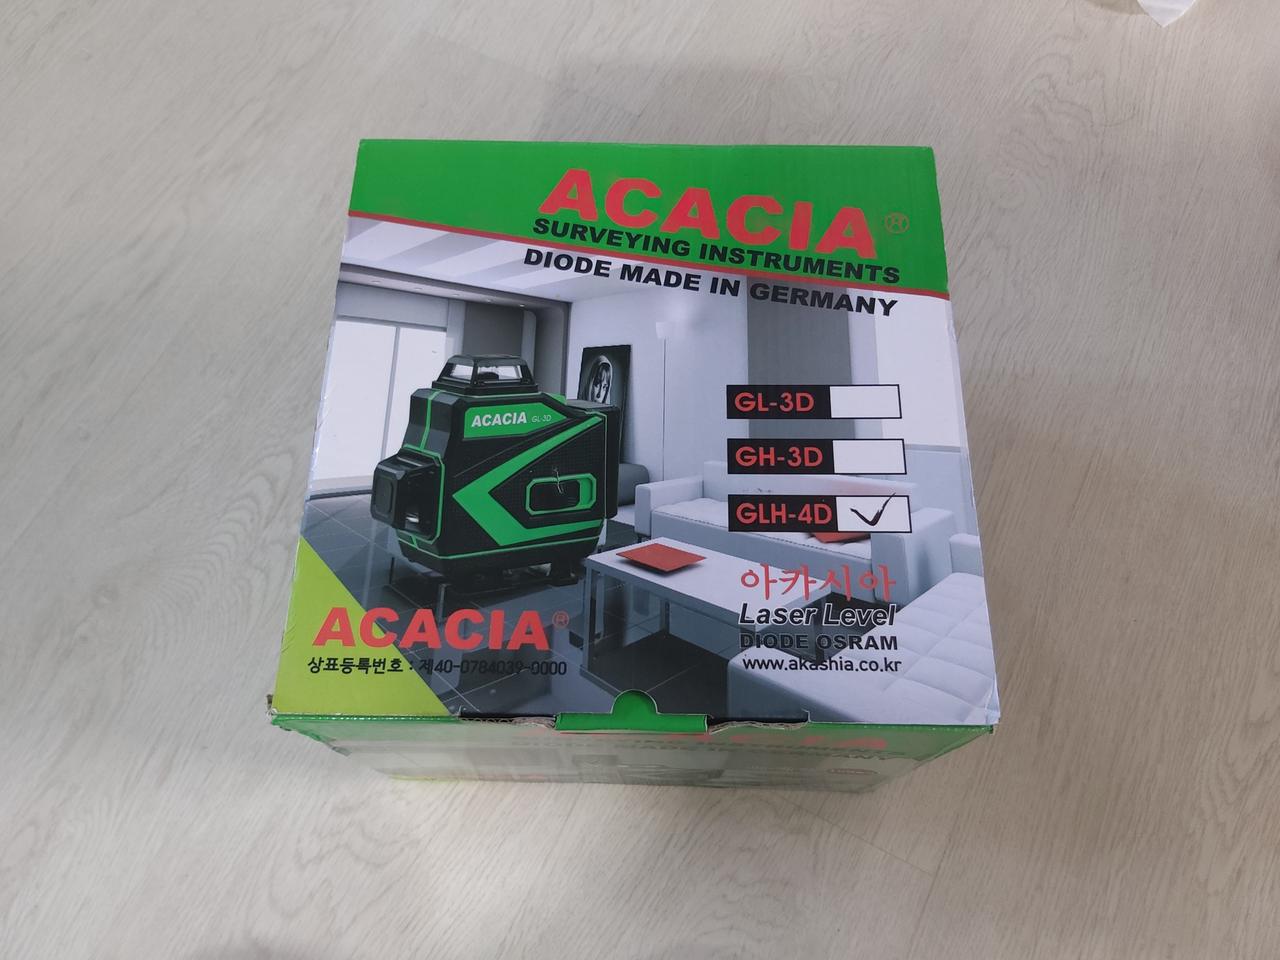 ACACIA®
SURVEYING INSTRUMENTS
DIODE MADE IN GERMANY
ACACIA GL-3D
GL-3D
GH-3D
GLH-4D
아카시아
Laser Level
DIODE OSRAM
www.akashia.co.kr
ACACIA®
상표등록번호 : 제40-0784039-0000